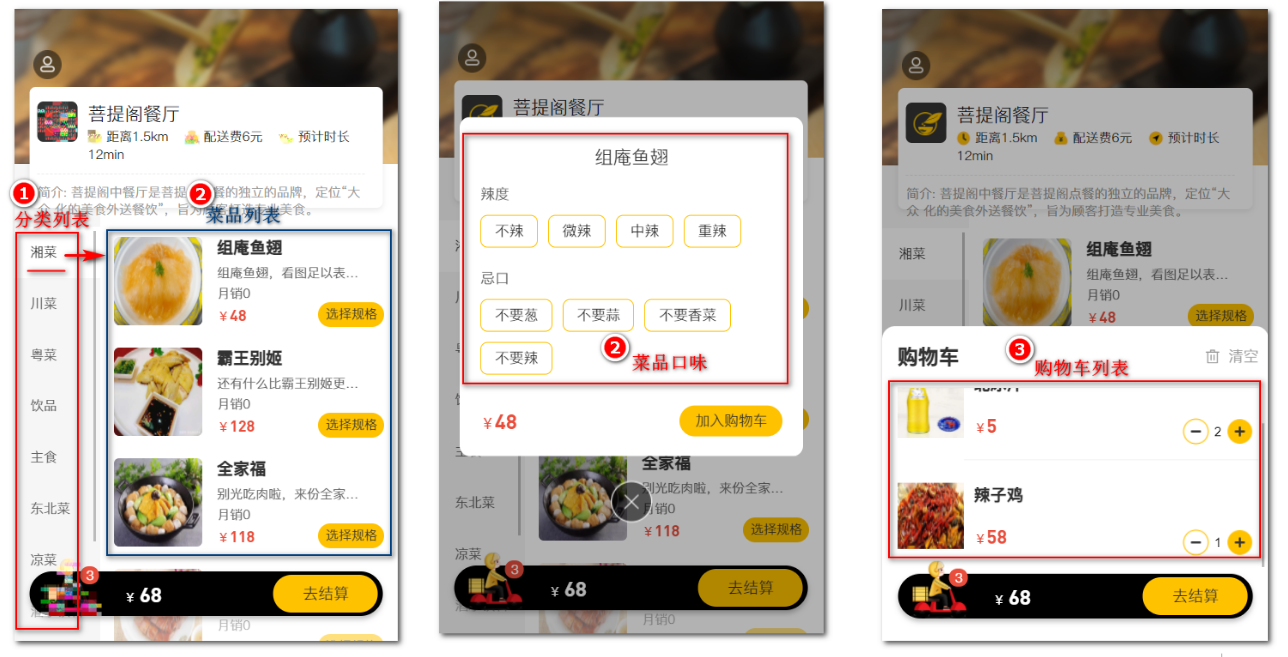 菩提阁餐厅
距离1.5km 配送费6元 预计时长
12min
简介: 菩提阁中餐厅是菩提 餐的独立的品牌，定位“大
众 化的美食外送餐饮”，旨为顾客打造专业美食。
1
分类列表
2
菜品列表
湘菜
川菜
粤菜
饮品
主食
东北菜
凉菜
组庵鱼翅
组庵鱼翅，看图足以表...
月销0
￥48
选择规格
霸王别姬
还有什么比霸王别姬更...
月销0
￥128
选择规格
全家福
别光吃肉啦，来份全家...
月销0
￥118
选择规格
月销0
3
￥68
去结算
菩提阁餐厅
组庵鱼翅
辣度
不辣
微辣
中辣
重辣
忌口
不要葱
不要蒜
不要香菜
不要辣
2
菜品口味
￥48
加入购物车
东北菜
凉菜
全家福
别光吃肉啦，来份全家...
月销0
￥118
选择规格
3
￥68
去结算
月销0
菩提阁餐厅
距离1.5km 配送费6元 预计时长
12min
简介: 菩提阁中餐厅是菩提阁点餐的独立的品牌，定位“大
众 化的美食外送餐饮”，旨为顾客打造专业美食。
湘菜
川菜
组庵鱼翅
组庵鱼翅，看图足以表...
月销0
￥48
选择规格
购物车
3
购物车列表
清空
￥5
2
辣子鸡
￥58
1
3
￥68
去结算